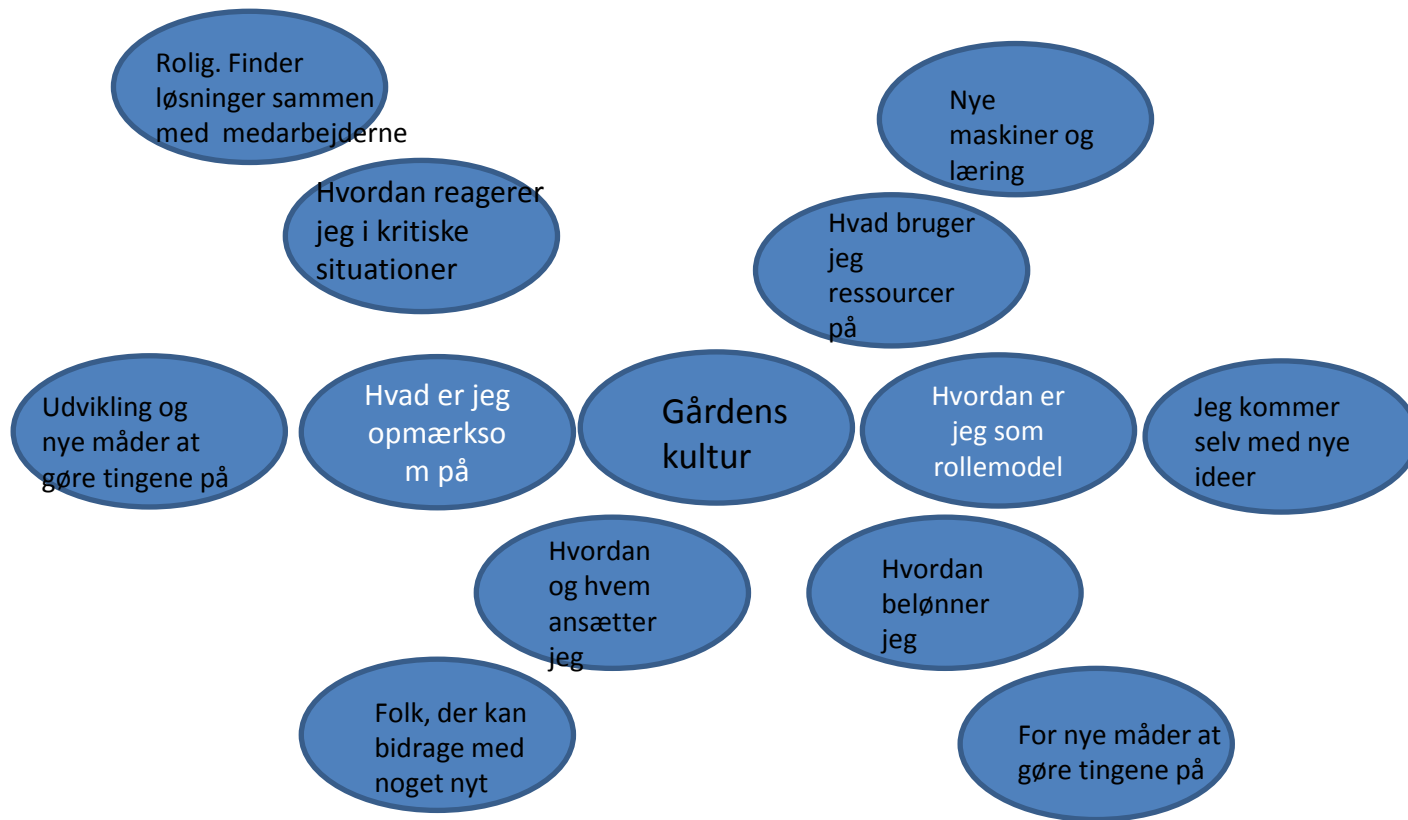 Rolig. Finder
løsninger sammen
med  medarbejderne
Nye
maskiner og
læring
Hvordan reagerer
jeg i kritiske
situationer
Hvad bruger
jeg
ressourcer
på
Udvikling og
nye måder at
gøre tingene på
Hvad er jeg
opmærkso
m på
Gårdens
kultur
Hvordan er
jeg som
rollemodel
Jeg kommer
selv med nye
ideer
Hvordan
og hvem
ansætter
jeg
Hvordan
belønner
jeg
Folk, der kan
bidrage med
noget nyt
For nye måder at
gøre tingene på